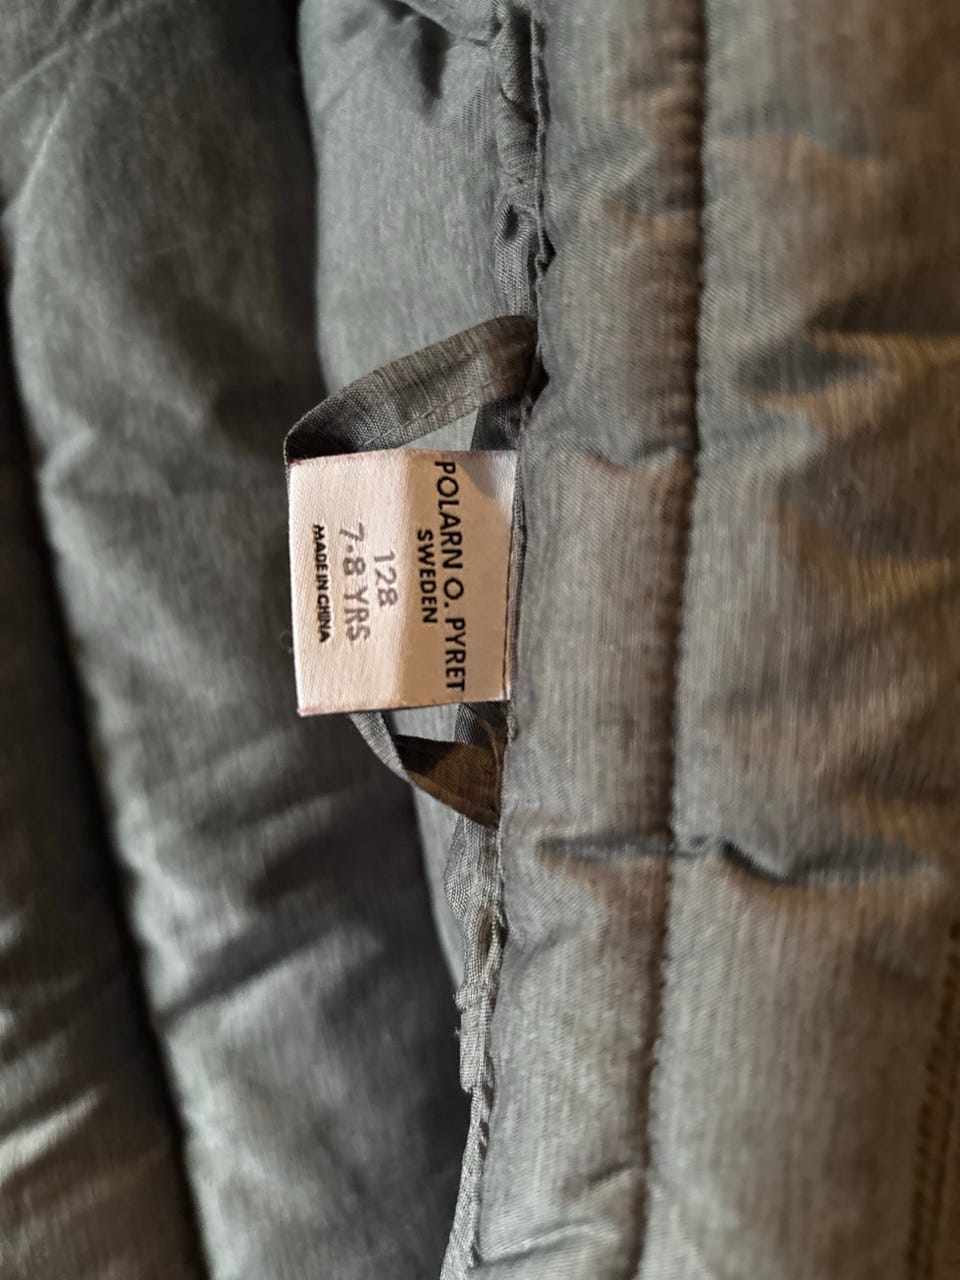 POLARN O. PYRET
SWEDEN
128
7-8 YRS
MADE IN CHINA